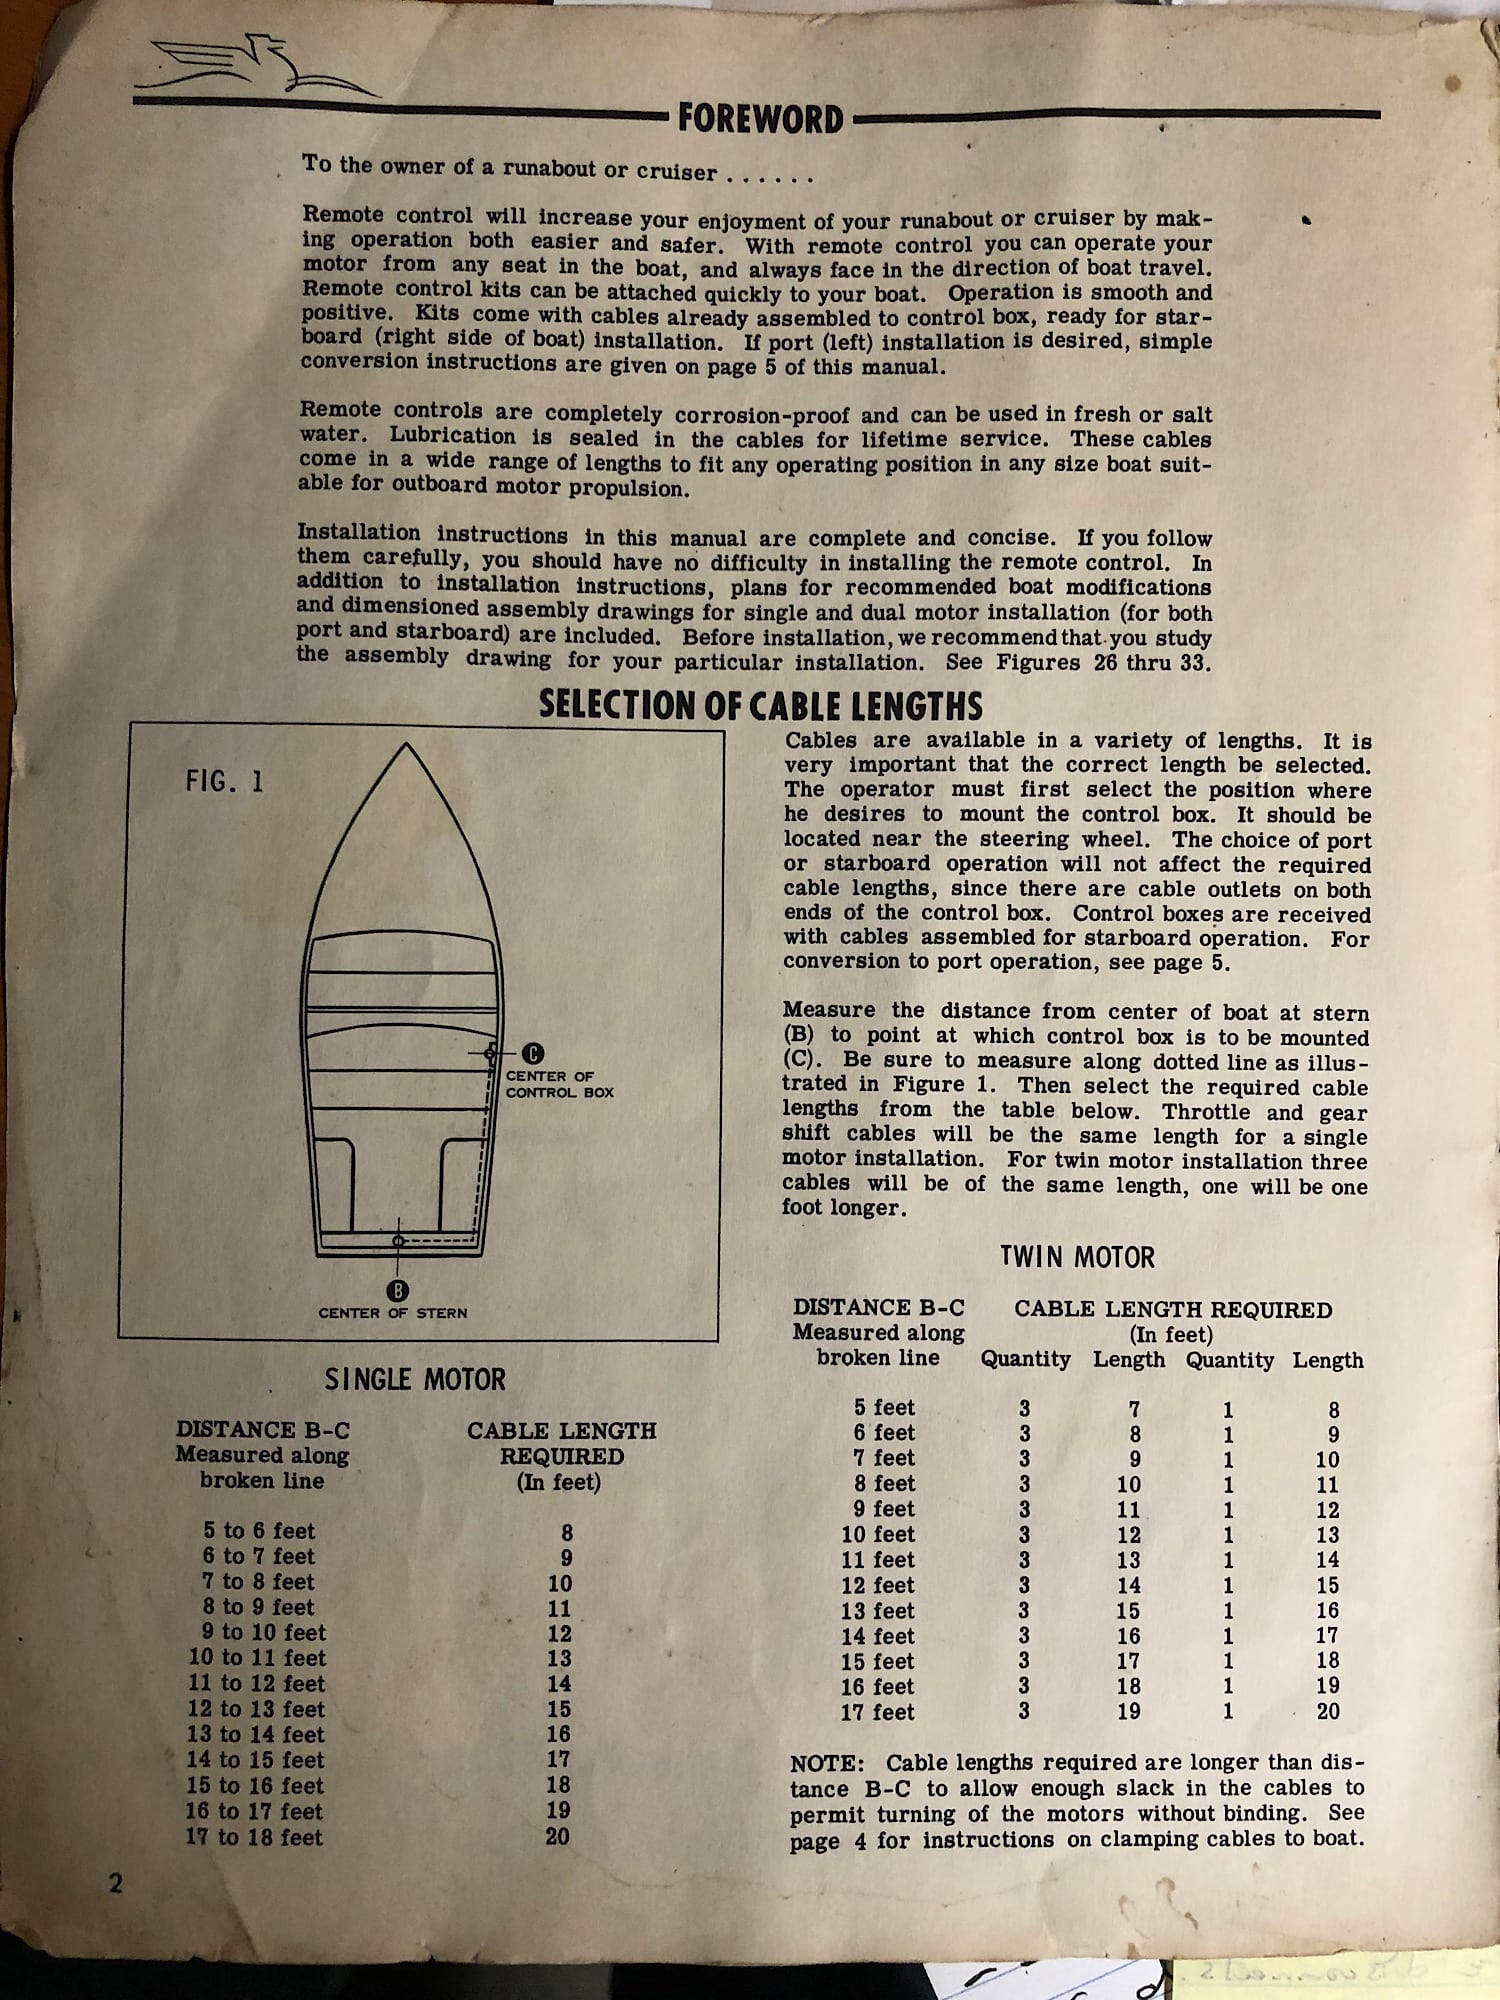 FOREWORD
To the owner of a runabout or cruiser . . . . . .
Remote control will increase your enjoyment of your runabout or cruiser by mak-
ing operation both easier and safer. With remote control you can operate your
motor from any seat in the boat, and always face in the direction of boat travel.
Remote control kits can be attached quickly to your boat. Operation is smooth and
positive. Kits come with cables already assembled to control box, ready for star-
board (right side of boat) installation. If port (left) installation is desired, simple
conversion instructions are given on page 5 of this manual.
Remote controls are completely corrosion-proof and can be used in fresh or salt
water. Lubrication is sealed in the cables for lifetime service. These cables
come in a wide range of lengths to fit any operating position in any size boat suit-
able for outboard motor propulsion.
Installation instructions in this manual are complete and concise. If you follow
them carefully, you should have no difficulty in installing the remote control. In
addition to installation instructions, plans for recommended boat modifications
and dimensioned assembly drawings for single and dual motor installation (for both
port and starboard) are included. Before installation, we recommend that you study
the assembly drawing for your particular installation. See Figures 26 thru 33.
SELECTION OF CABLE LENGTHS
FIG. 1
C
CENTER OF
CONTROL BOX
B
CENTER OF STERN
Cables are available in a variety of lengths. It is
very important that the correct length be selected.
The operator must first select the position where
he desires to mount the control box. It should be
located near the steering wheel. The choice of port
or starboard operation will not affect the required
cable lengths, since there are cable outlets on both
ends of the control box. Control boxes are received
with cables assembled for starboard operation. For
conversion to port operation, see page 5.
Measure the distance from center of boat at stern
(B) to point at which control box is to be mounted
(C). Be sure to measure along dotted line as illus-
trated in Figure 1. Then select the required cable
lengths from the table below. Throttle and gear
shift cables will be the same length for a single
motor installation. For twin motor installation three
cables will be of the same length, one will be one
foot longer.
SINGLE MOTOR
DISTANCE B-C CABLE LENGTH
Measured along REQUIRED
broken line (In feet)
5 to 6 feet 8
6 to 7 feet 9
7 to 8 feet 10
8 to 9 feet 11
9 to 10 feet 12
10 to 11 feet 13
11 to 12 feet 14
12 to 13 feet 15
13 to 14 feet 16
14 to 15 feet 17
15 to 16 feet 18
16 to 17 feet 19
17 to 18 feet 20
TWIN MOTOR
DISTANCE B-C CABLE LENGTH REQUIRED
Measured along (In feet)
broken line Quantity Length Quantity Length
5 feet 3 7 1 8
6 feet 3 8 1 9
7 feet 3 9 1 10
8 feet 3 10 1 11
9 feet 3 11 1 12
10 feet 3 12 1 13
11 feet 3 13 1 14
12 feet 3 14 1 15
13 feet 3 15 1 16
14 feet 3 16 1 17
15 feet 3 17 1 18
16 feet 3 18 1 19
17 feet 3 19 1 20
NOTE: Cable lengths required are longer than dis-
tance B-C to allow enough slack in the cables to
permit turning of the motors without binding. See
page 4 for instructions on clamping cables to boat.
2